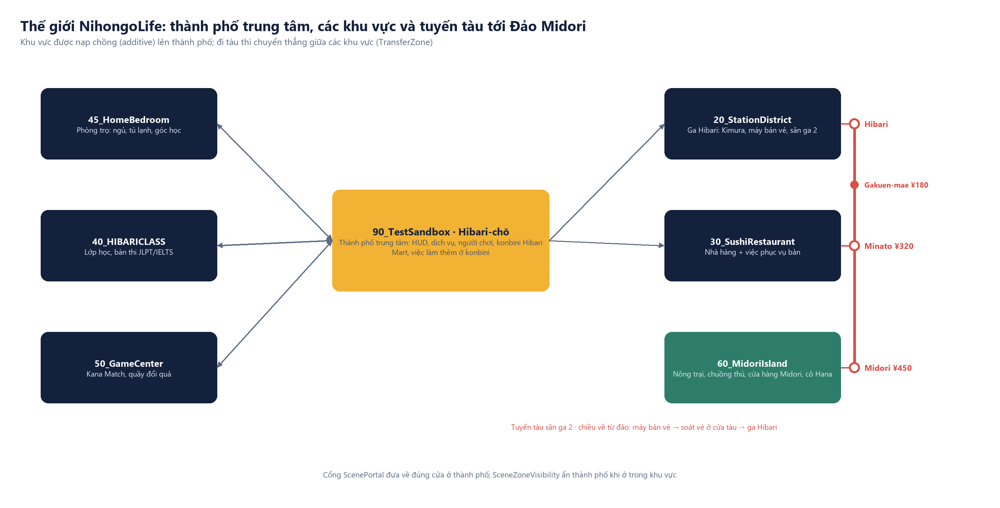 Thế giới NihongoLife: thành phố trung tâm, các khu vực và tuyến tàu tới Đảo Midori
Khu vực được nạp chồng (additive) lên thành phố; đi tàu thì chuyển thẳng giữa các khu vực (TransferZone)
45_HomeBedroom
Phòng trọ: ngủ, tủ lạnh, góc học
40_HIBARICLASS
Lớp học, bàn thi JLPT/IELTS
50_GameCenter
Kana Match, quầy đổi quà
90_TestSandbox · Hibari-chō
Thành phố trung tâm: HUD, dịch vụ, người chơi, konbini Hibari
Mart, việc làm thêm ở konbini
20_StationDistrict
Ga Hibari: Kimura, máy bán vé, sân ga 2
30_SushiRestaurant
Nhà hàng + việc phục vụ bàn
60_MidoriIsland
Nông trại, chuồng thú, cửa hàng Midori, cô Hana
Hibari
Gakuen-mae ¥180
Minato ¥320
Midori ¥450
Tuyến tàu sân ga 2 · chiều về từ đảo: máy bán vé → soát vé ở cửa tàu → ga Hibari
Cổng ScenePortal đưa về đúng cửa ở thành phố; SceneZoneVisibility ẩn thành phố khi ở trong khu vực